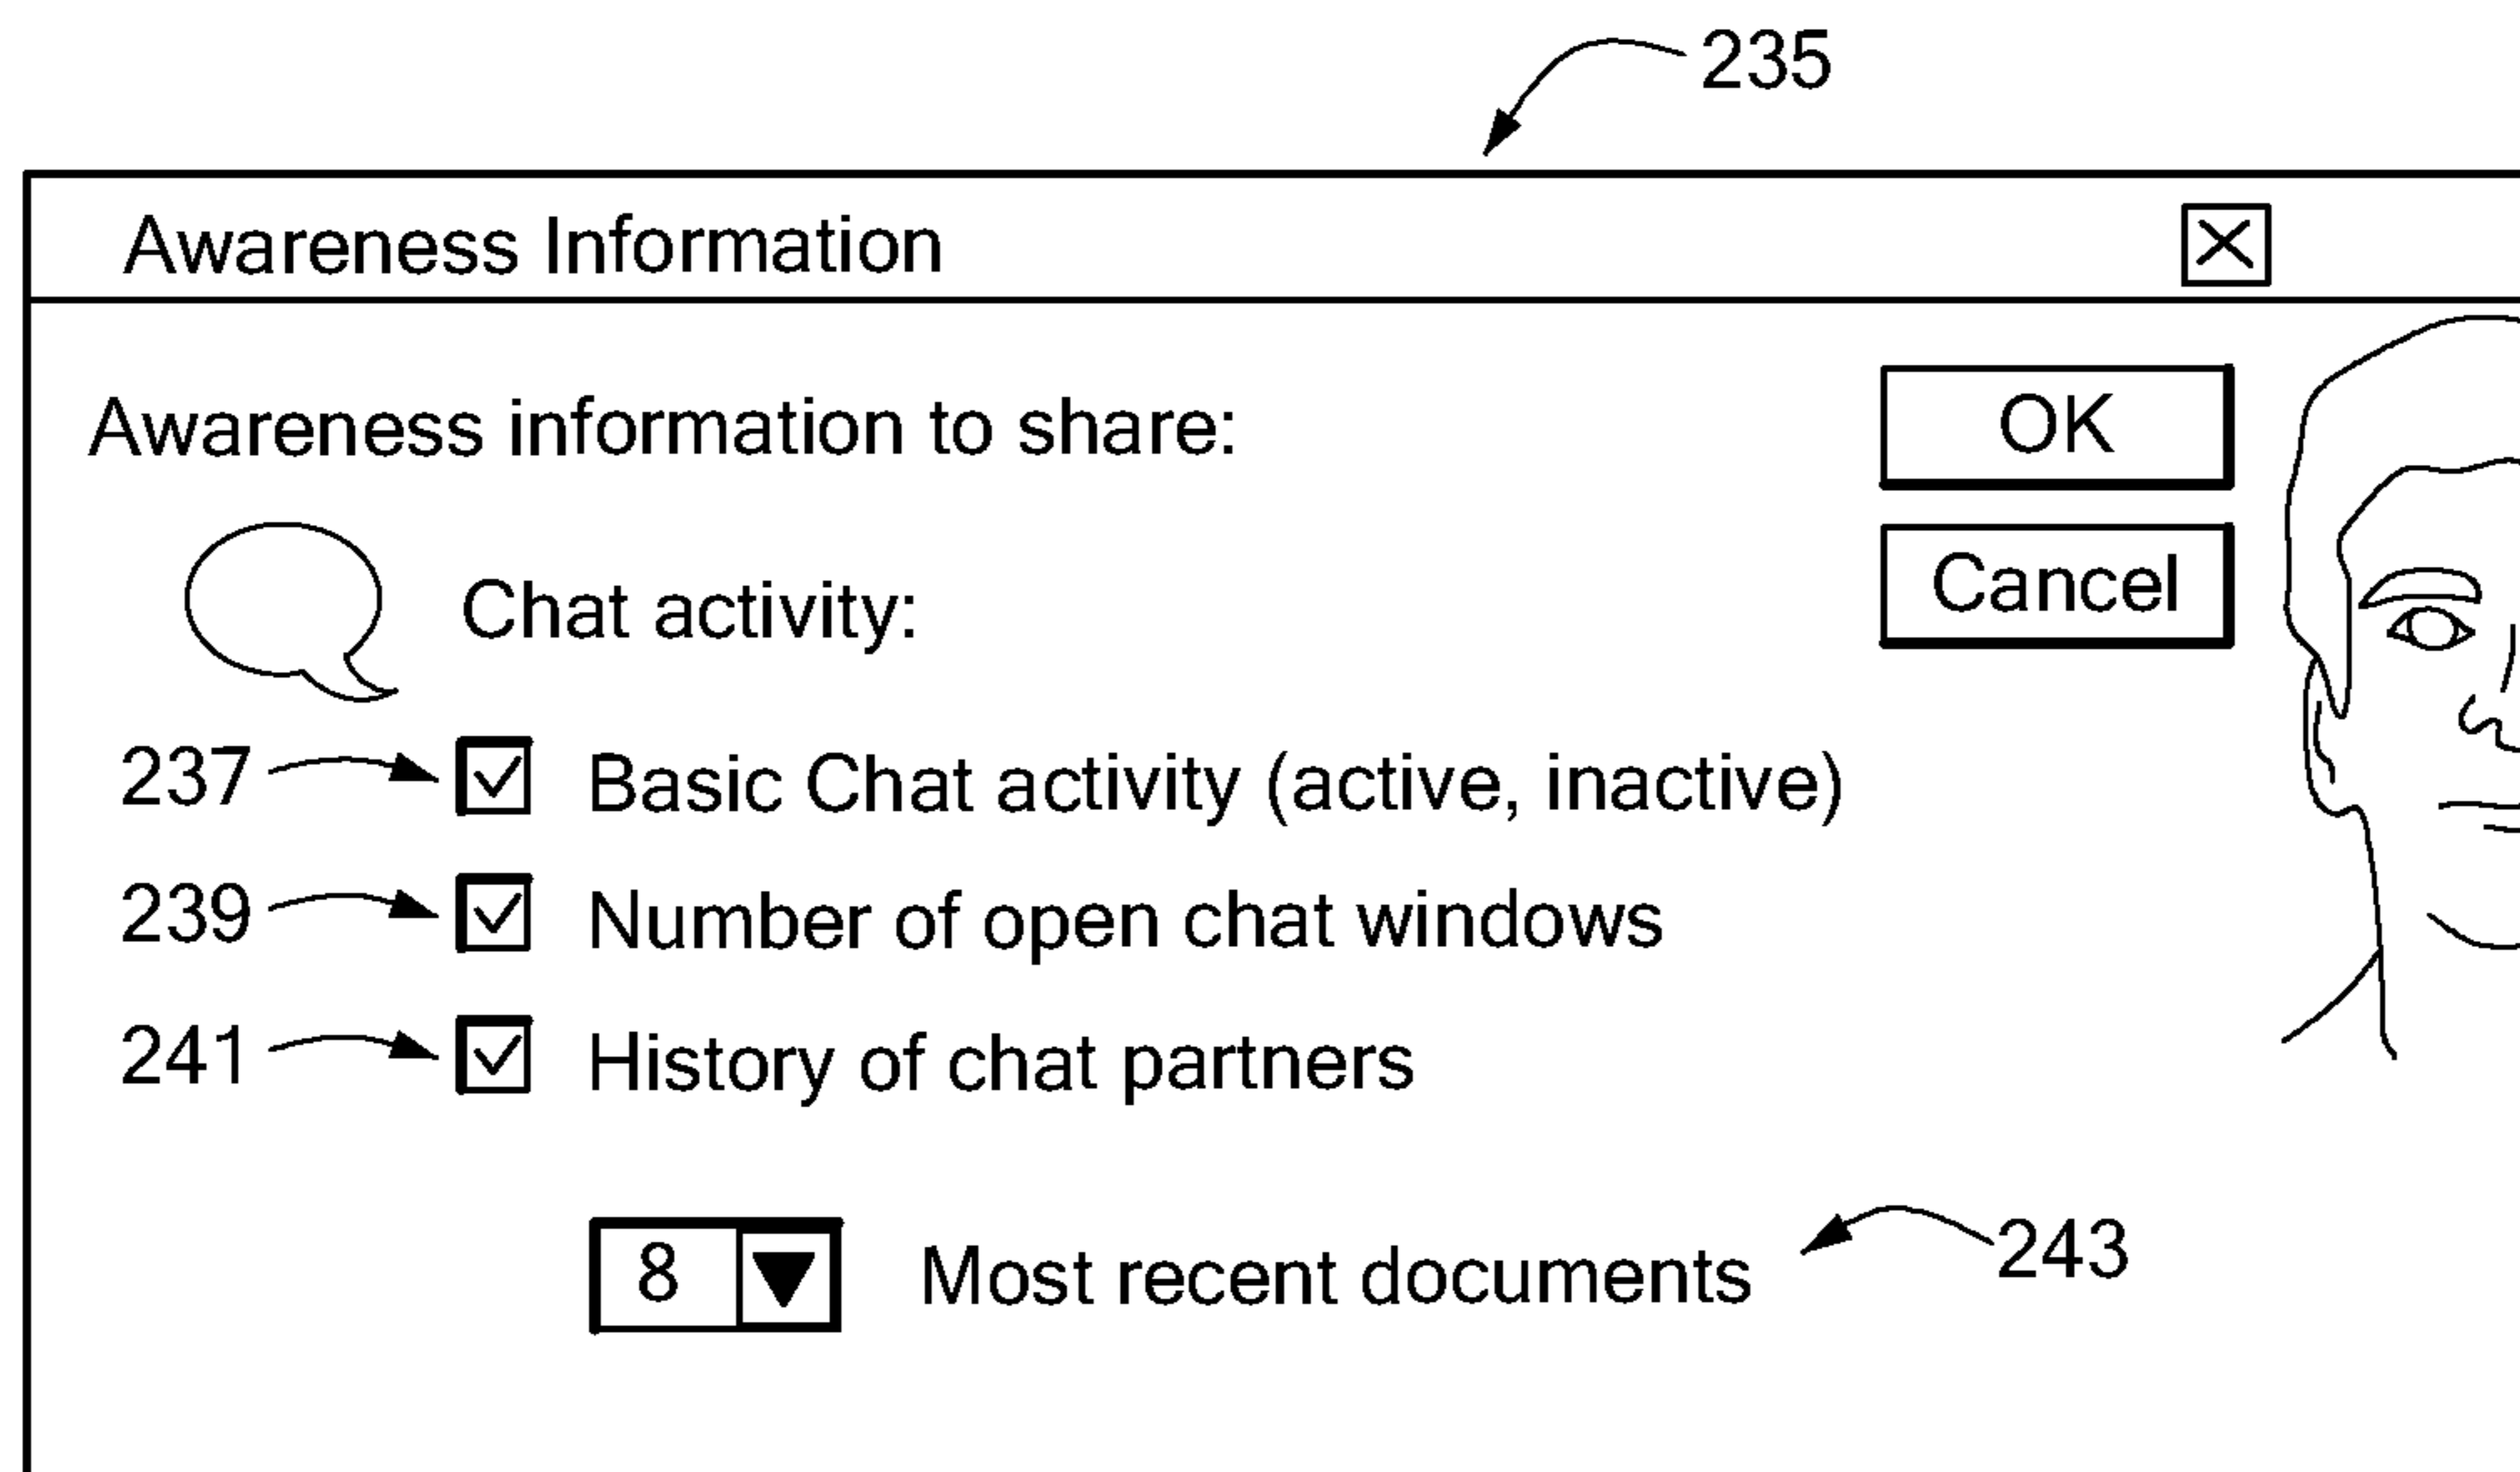 235
Awareness Information
Awareness information to share:
OK
Chat activity:
Cancel
237 Basic Chat activity (active, inactive)
239 Number of open chat windows
241 History of chat partners
8 Most recent documents 243